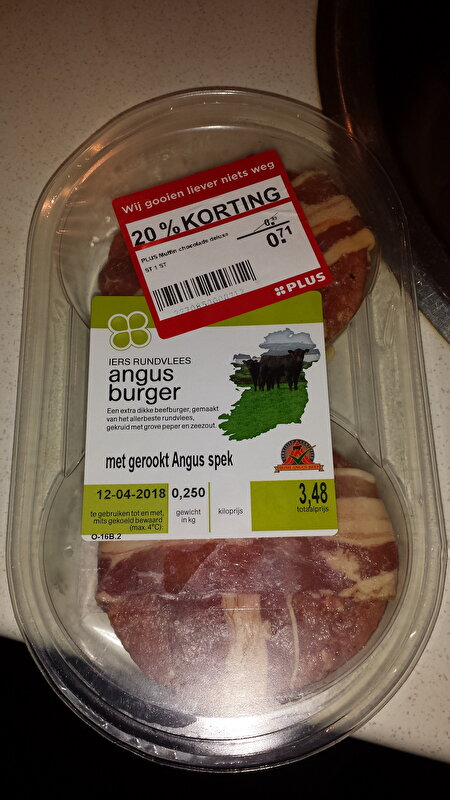 Wij gooien liever niets weg
20 % KORTING
PLUS Muffin chocolade deluxe
ST 1 ST
0.71
PLUS
IERS RUNDVLEES
angus
burger
Een extra dikke beefburger, gemaakt
van het allerbeste rundvlees,
gekruid met grove peper en zeezout.
met gerookt Angus spek
12-04-2018
0,250
3,48
te gebruiken tot en met,
mits gekoeld bewaard
(max. 4°C):
gewicht
in kg
kiloprijs
totaalprijs
O-16B.2